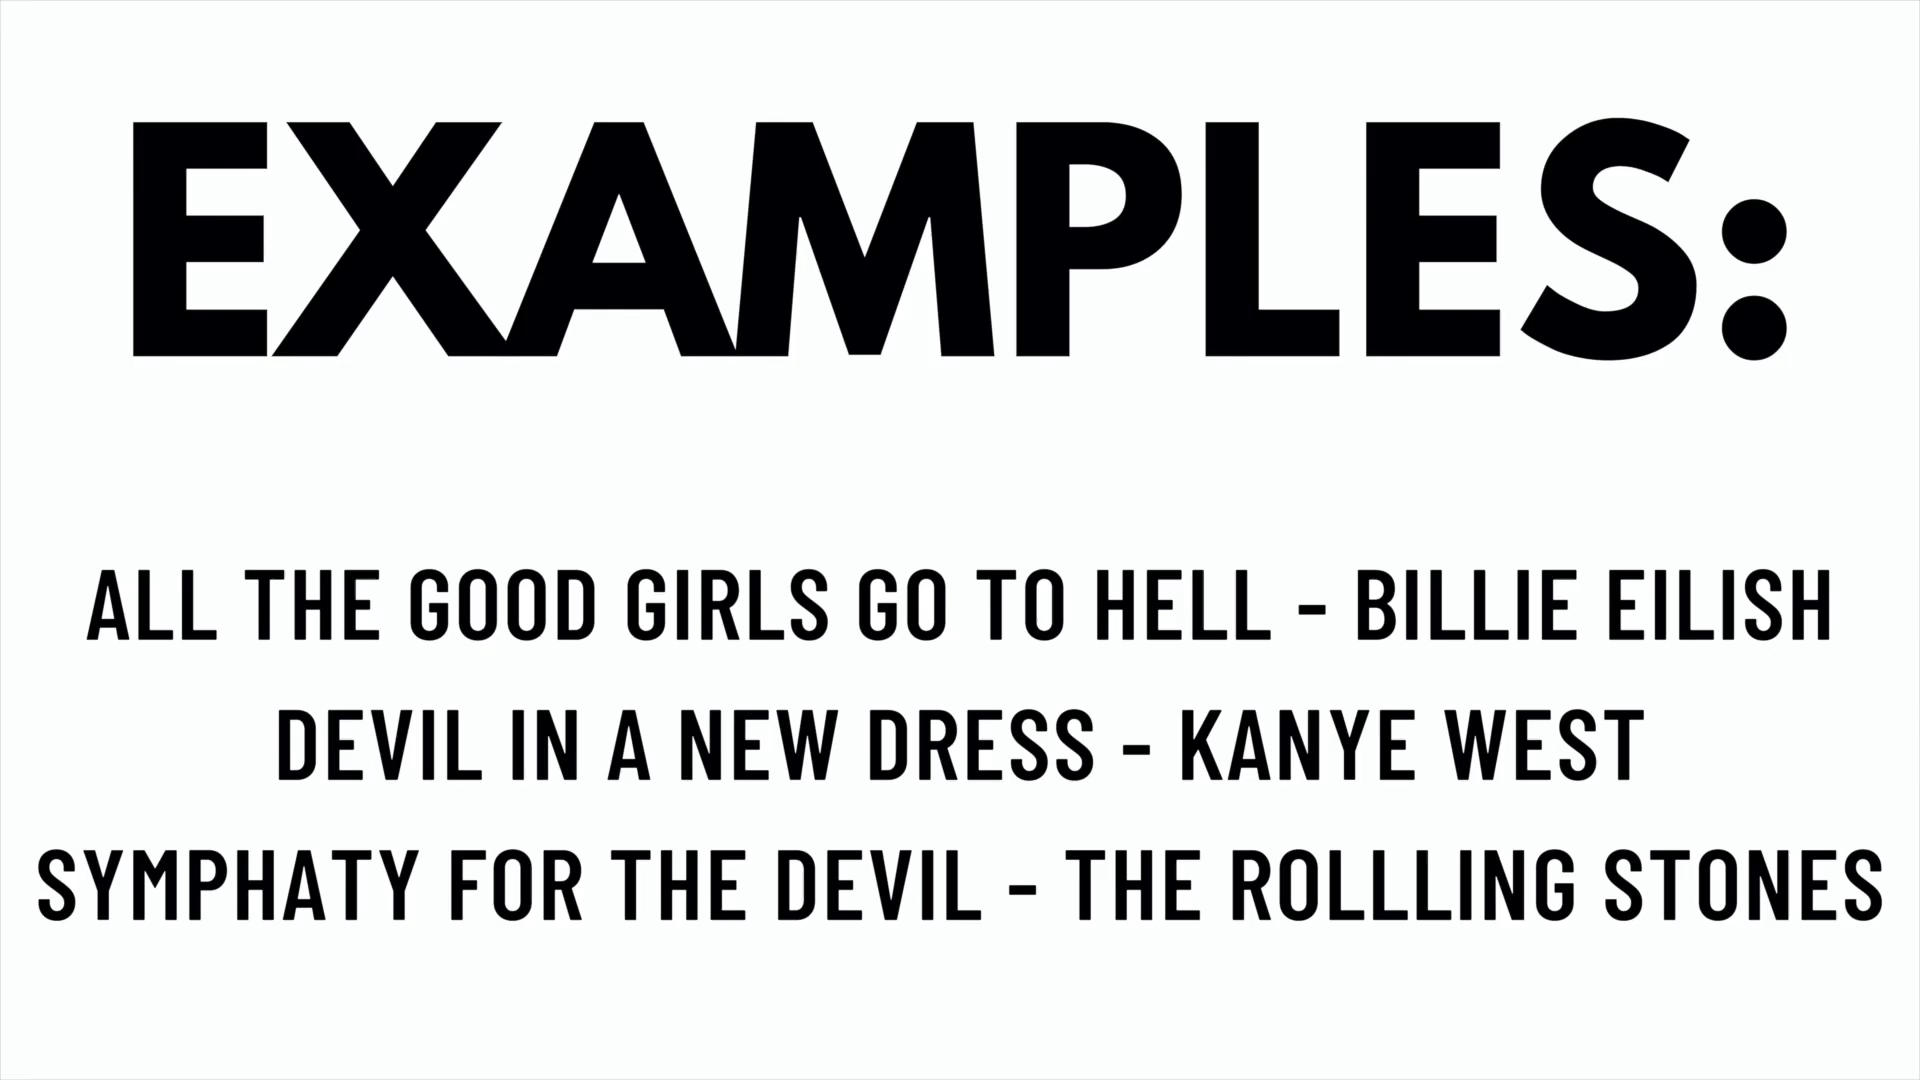 EXAMPLES:
ALL THE GOOD GIRLS GO TO HELL - BILLIE EILISH
DEVIL IN A NEW DRESS - KANYE WEST
SYMPHATY FOR THE DEVIL - THE ROLLLING STONES